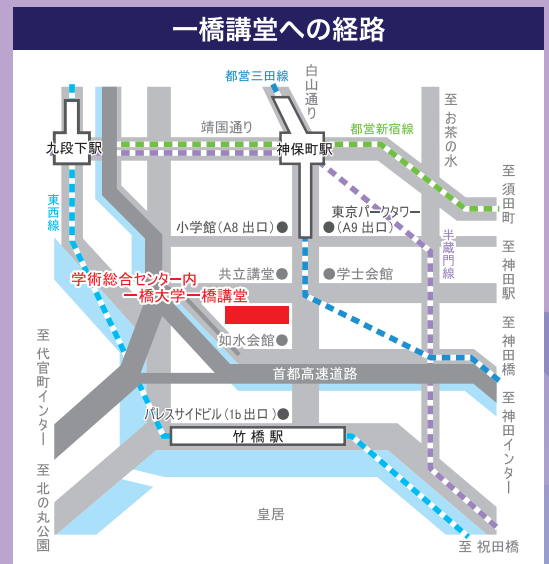 一橋講堂への経路
都営三田線
白山通り
至 お茶の水
靖国通り
都営新宿線
九段下駅
神保町駅
至 須田町
東西線
小学館(A8 出口)
東京パークタワー
(A9 出口)
半蔵門線
至 神田駅
共立講堂
学士会館
学術総合センター内
一橋大学一橋講堂
如水会館
至 神田橋
至 代官町インター
首都高速道路
至 神田インター
パレスサイドビル(1b 出口)
竹橋駅
至 北の丸公園
皇居
至 祝田橋